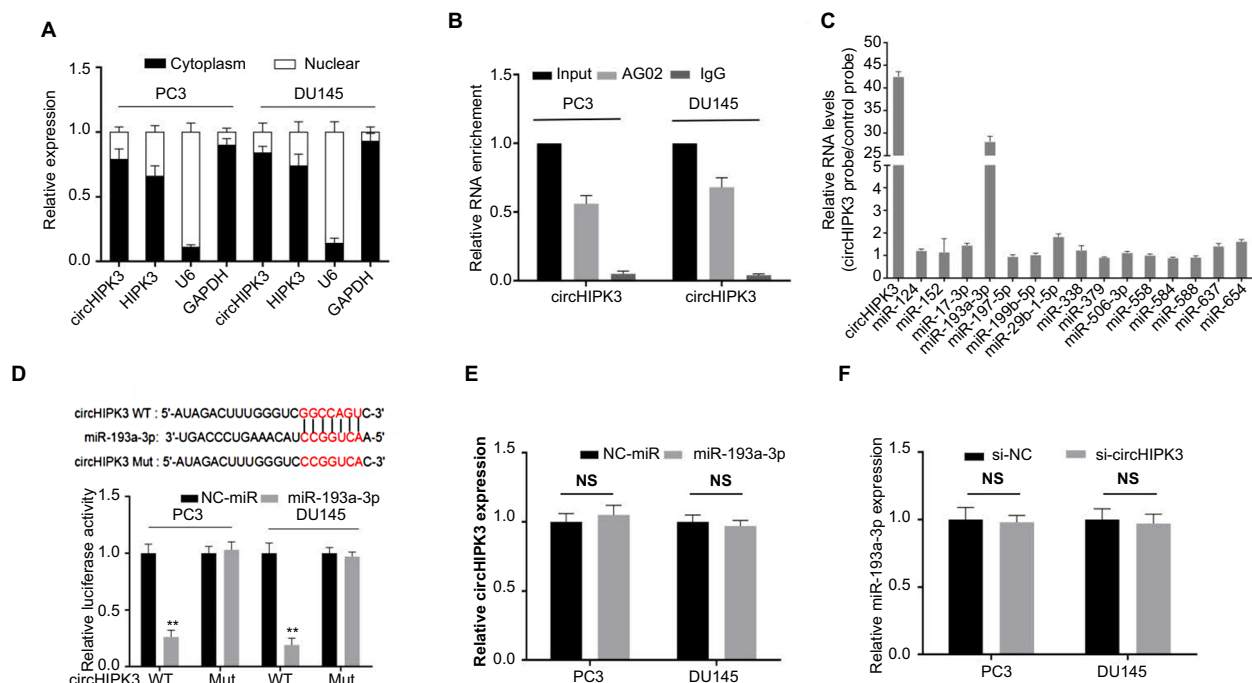 A
Cytoplasm Nuclear
PC3 DU145
Relative expression
1.5
1.0
0.5
0.0
circHIPK3 HIPK3 U6 GAPDH circHIPK3 HIPK3 U6 GAPDH
B
Input AG02 IgG
PC3 DU145
Relative RNA enrichement
1.5
1.0
0.5
0.0
circHIPK3 circHIPK3
C
Relative RNA levels
(circHIPK3 probe/control probe)
50
45
40
35
30
25
5
4
3
2
1
0
circHIPK3 miR-124 miR-152 miR-17-3p miR-193a-3p miR-197-5p miR-199b-5p miR-29b-1-5p miR-338 miR-379 miR-506-3p miR-558 miR-584 miR-588 miR-637 miR-654
D
circHIPK3 WT : 5'-AUAGACUUUGGGUCGGCCAGUC-3'
miR-193a-3p: 3'-UGACCCUGAAACAUCCGGUCAA-5'
circHIPK3 Mut : 5'-AUAGACUUUGGGUCCCGGUCAC-3'
NC-miR miR-193a-3p
PC3 DU145
Relative luciferase activity
1.5
1.0
0.5
0.0
** **
circHIPK3 WT Mut WT Mut
E
NC-miR miR-193a-3p
NS NS
Relative circHIPK3 expression
1.5
1.0
0.5
0.0
PC3 DU145
F
si-NC si-circHIPK3
NS NS
Relative miR-193a-3p expression
1.5
1.0
0.5
0.0
PC3 DU145